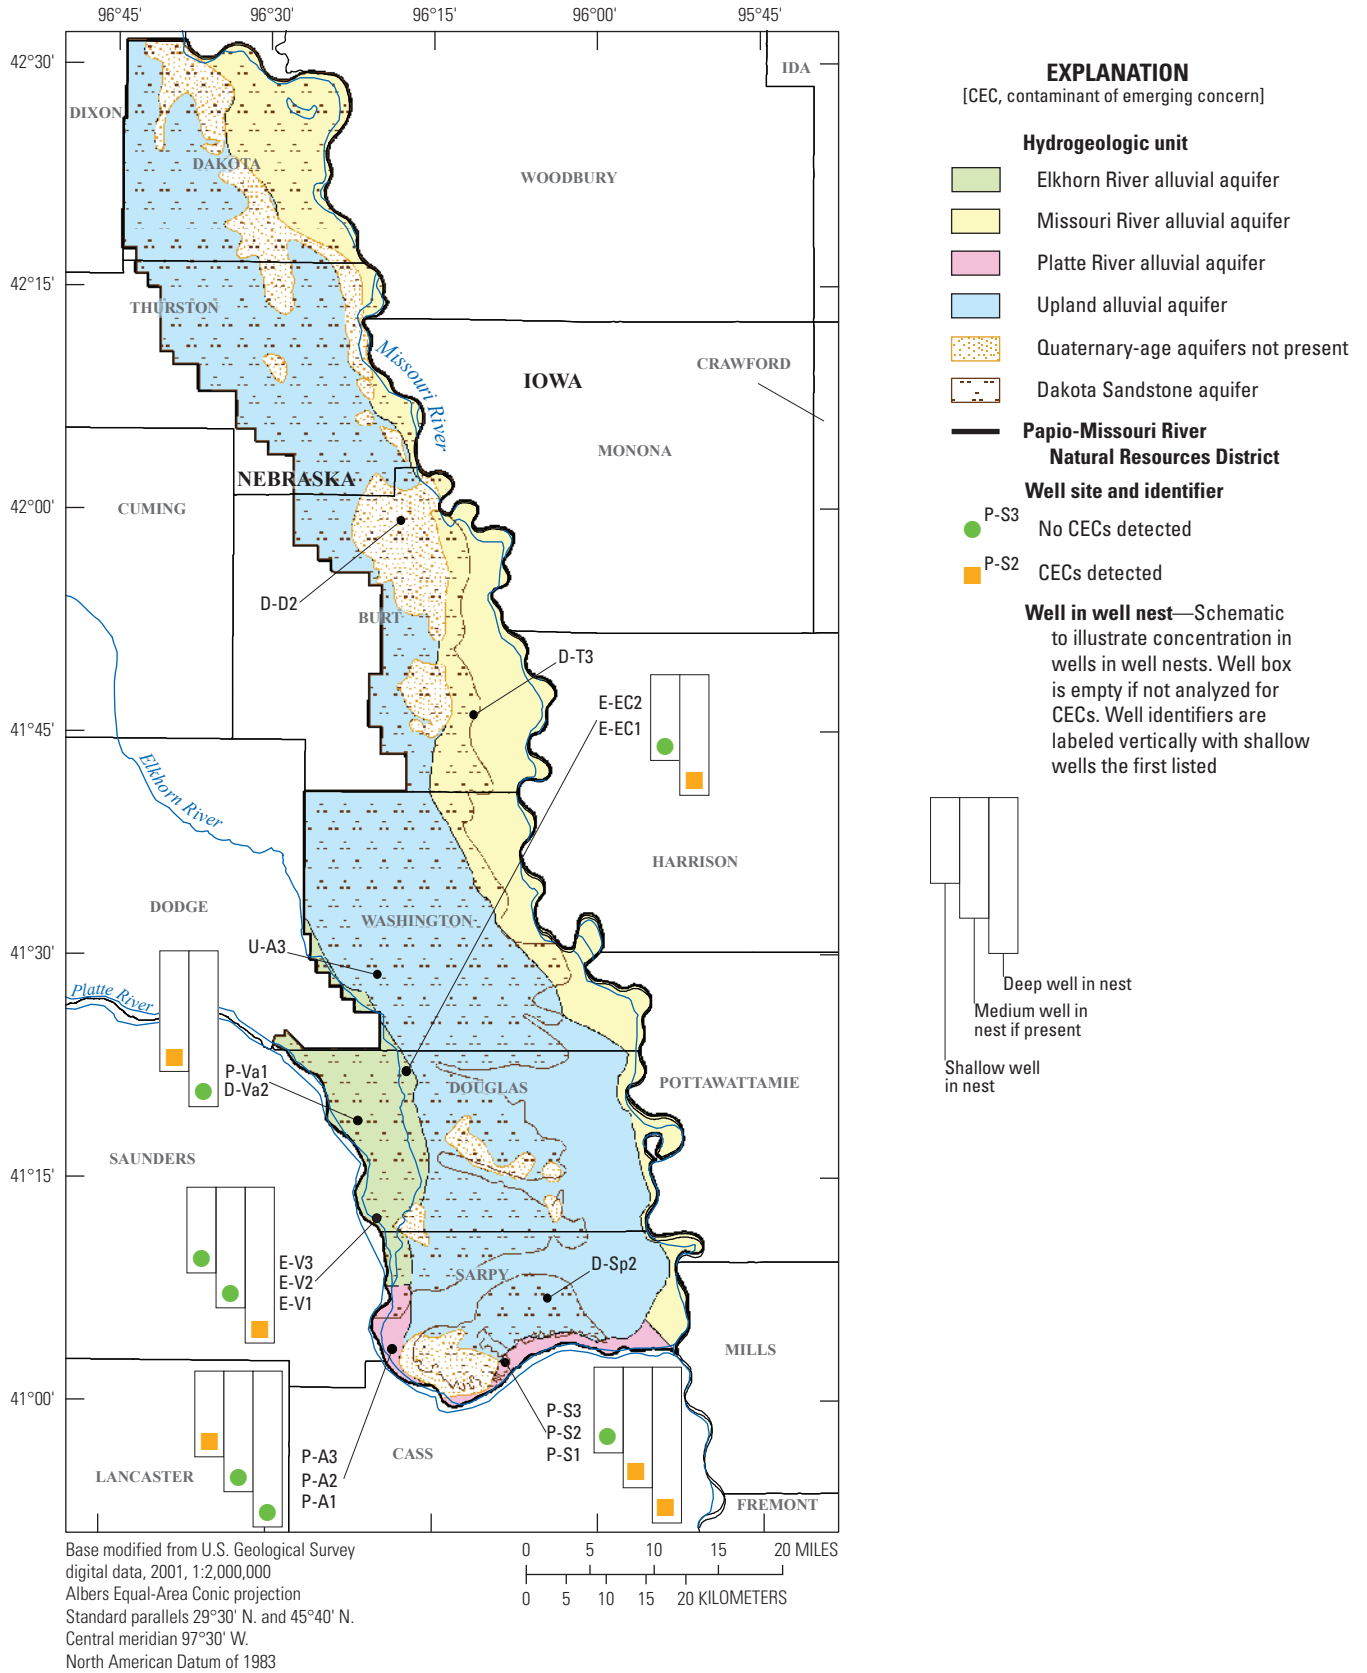 96°45' 96°30' 96°15' 96°00' 95°45'
42°30'
42°15'
42°00'
41°45'
41°30'
41°15'
41°00'
IDA
DIXON
DAKOTA
WOODBURY
THURSTON
Missouri River
IOWA
CRAWFORD
MONONA
NEBRASKA
CUMING
D-D2
BURT
D-T3
E-EC2
E-EC1
Elkhorn River
HARRISON
DODGE
WASHINGTON
U-A3
Platte River
P-Va1
D-Va2
DOUGLAS
POTTAWATTAMIE
SAUNDERS
E-V3
E-V2
E-V1
SARPY
D-Sp2
MILLS
P-S3
P-S2
P-S1
CASS
P-A3
P-A2
P-A1
LANCASTER
FREMONT
EXPLANATION
[CEC, contaminant of emerging concern]
Hydrogeologic unit
Elkhorn River alluvial aquifer
Missouri River alluvial aquifer
Platte River alluvial aquifer
Upland alluvial aquifer
Quaternary-age aquifers not present
Dakota Sandstone aquifer
Papio-Missouri River
Natural Resources District
Well site and identifier
P-S3
No CECs detected
P-S2
CECs detected
Well in well nest—Schematic
to illustrate concentration in
wells in well nests. Well box
is empty if not analyzed for
CECs. Well identifiers are
labeled vertically with shallow
wells the first listed
Deep well in nest
Medium well in
nest if present
Shallow well
in nest
Base modified from U.S. Geological Survey
digital data, 2001, 1:2,000,000
Albers Equal-Area Conic projection
Standard parallels 29°30' N. and 45°40' N.
Central meridian 97°30' W.
North American Datum of 1983
0 5 10 15 20 MILES
0 5 10 15 20 KILOMETERS